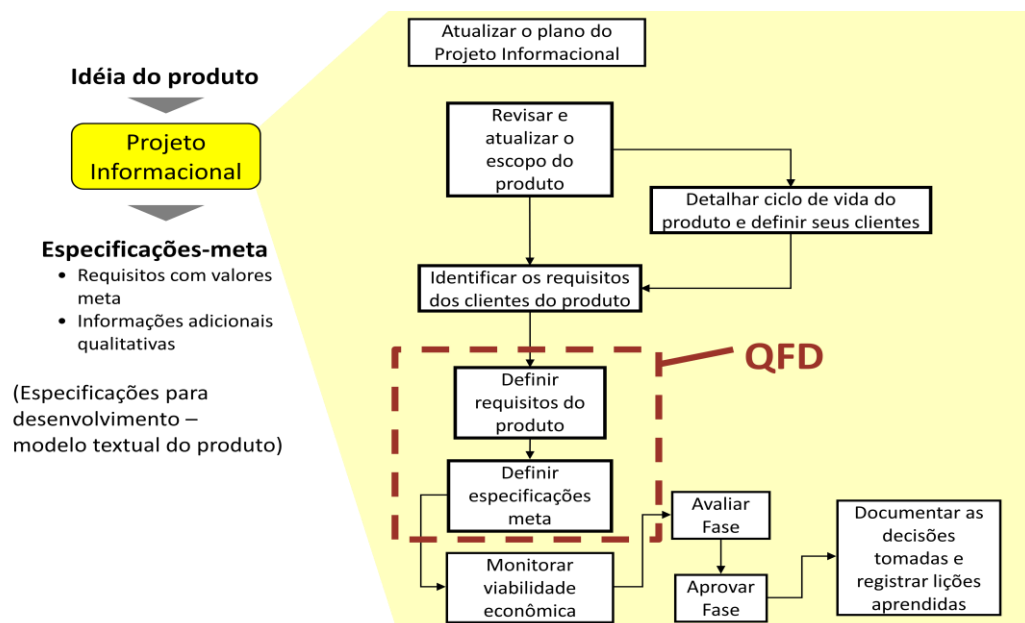 Idéia do produto
Projeto
Informacional
Especificações-meta
• Requisitos com valores
meta
• Informações adicionais
qualitativas
(Especificações para
desenvolvimento –
modelo textual do produto)
Atualizar o plano do
Projeto Informacional
Revisar e
atualizar o
escopo do
produto
Detalhar ciclo de vida do
produto e definir seus clientes
Identificar os requisitos
dos clientes do produto
QFD
Definir
requisitos do
produto
Definir
especificações
meta
Monitorar
viabilidade
econômica
Avaliar
Fase
Aprovar
Fase
Documentar as
decisões
tomadas e
registrar lições
aprendidas